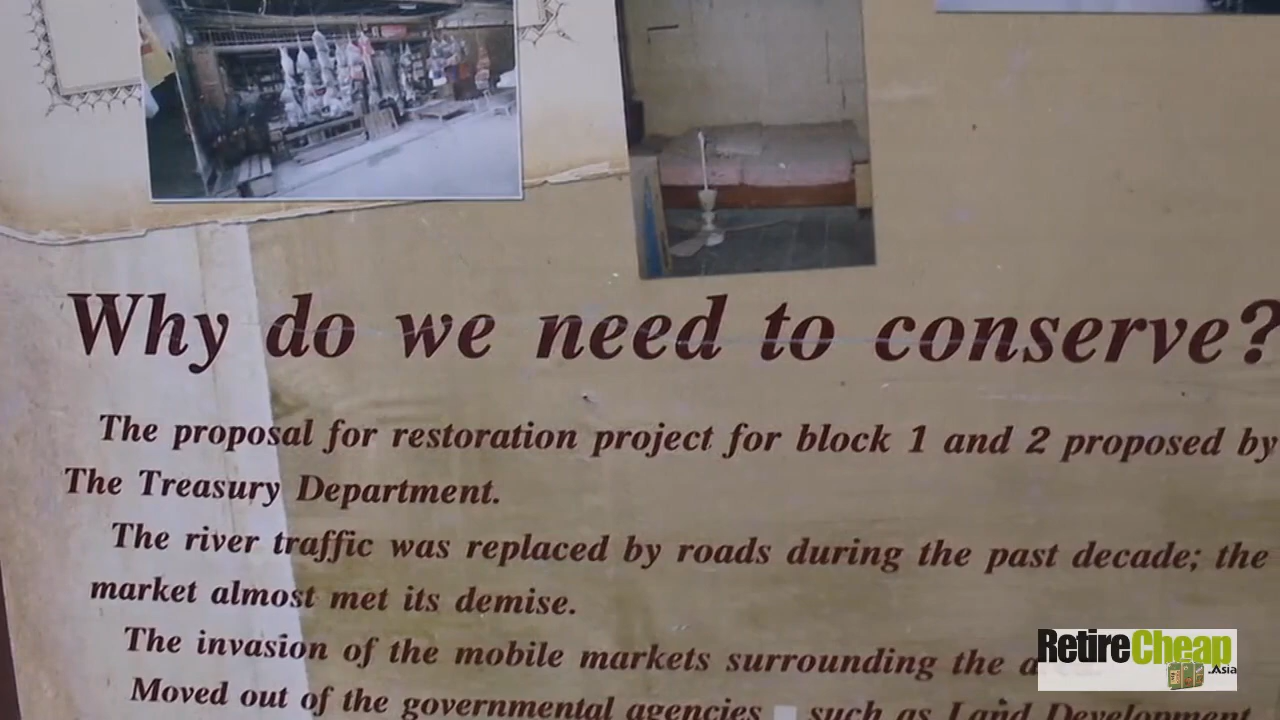 Why do we need to conserve?
The proposal for restoration project for block 1 and 2 proposed by
The Treasury Department.
The river traffic was replaced by roads during the past decade; the
market almost met its demise.
The invasion of the mobile markets surrounding the
Moved out of the governmental agencies such as Land Development
RetireCheap
.Asia